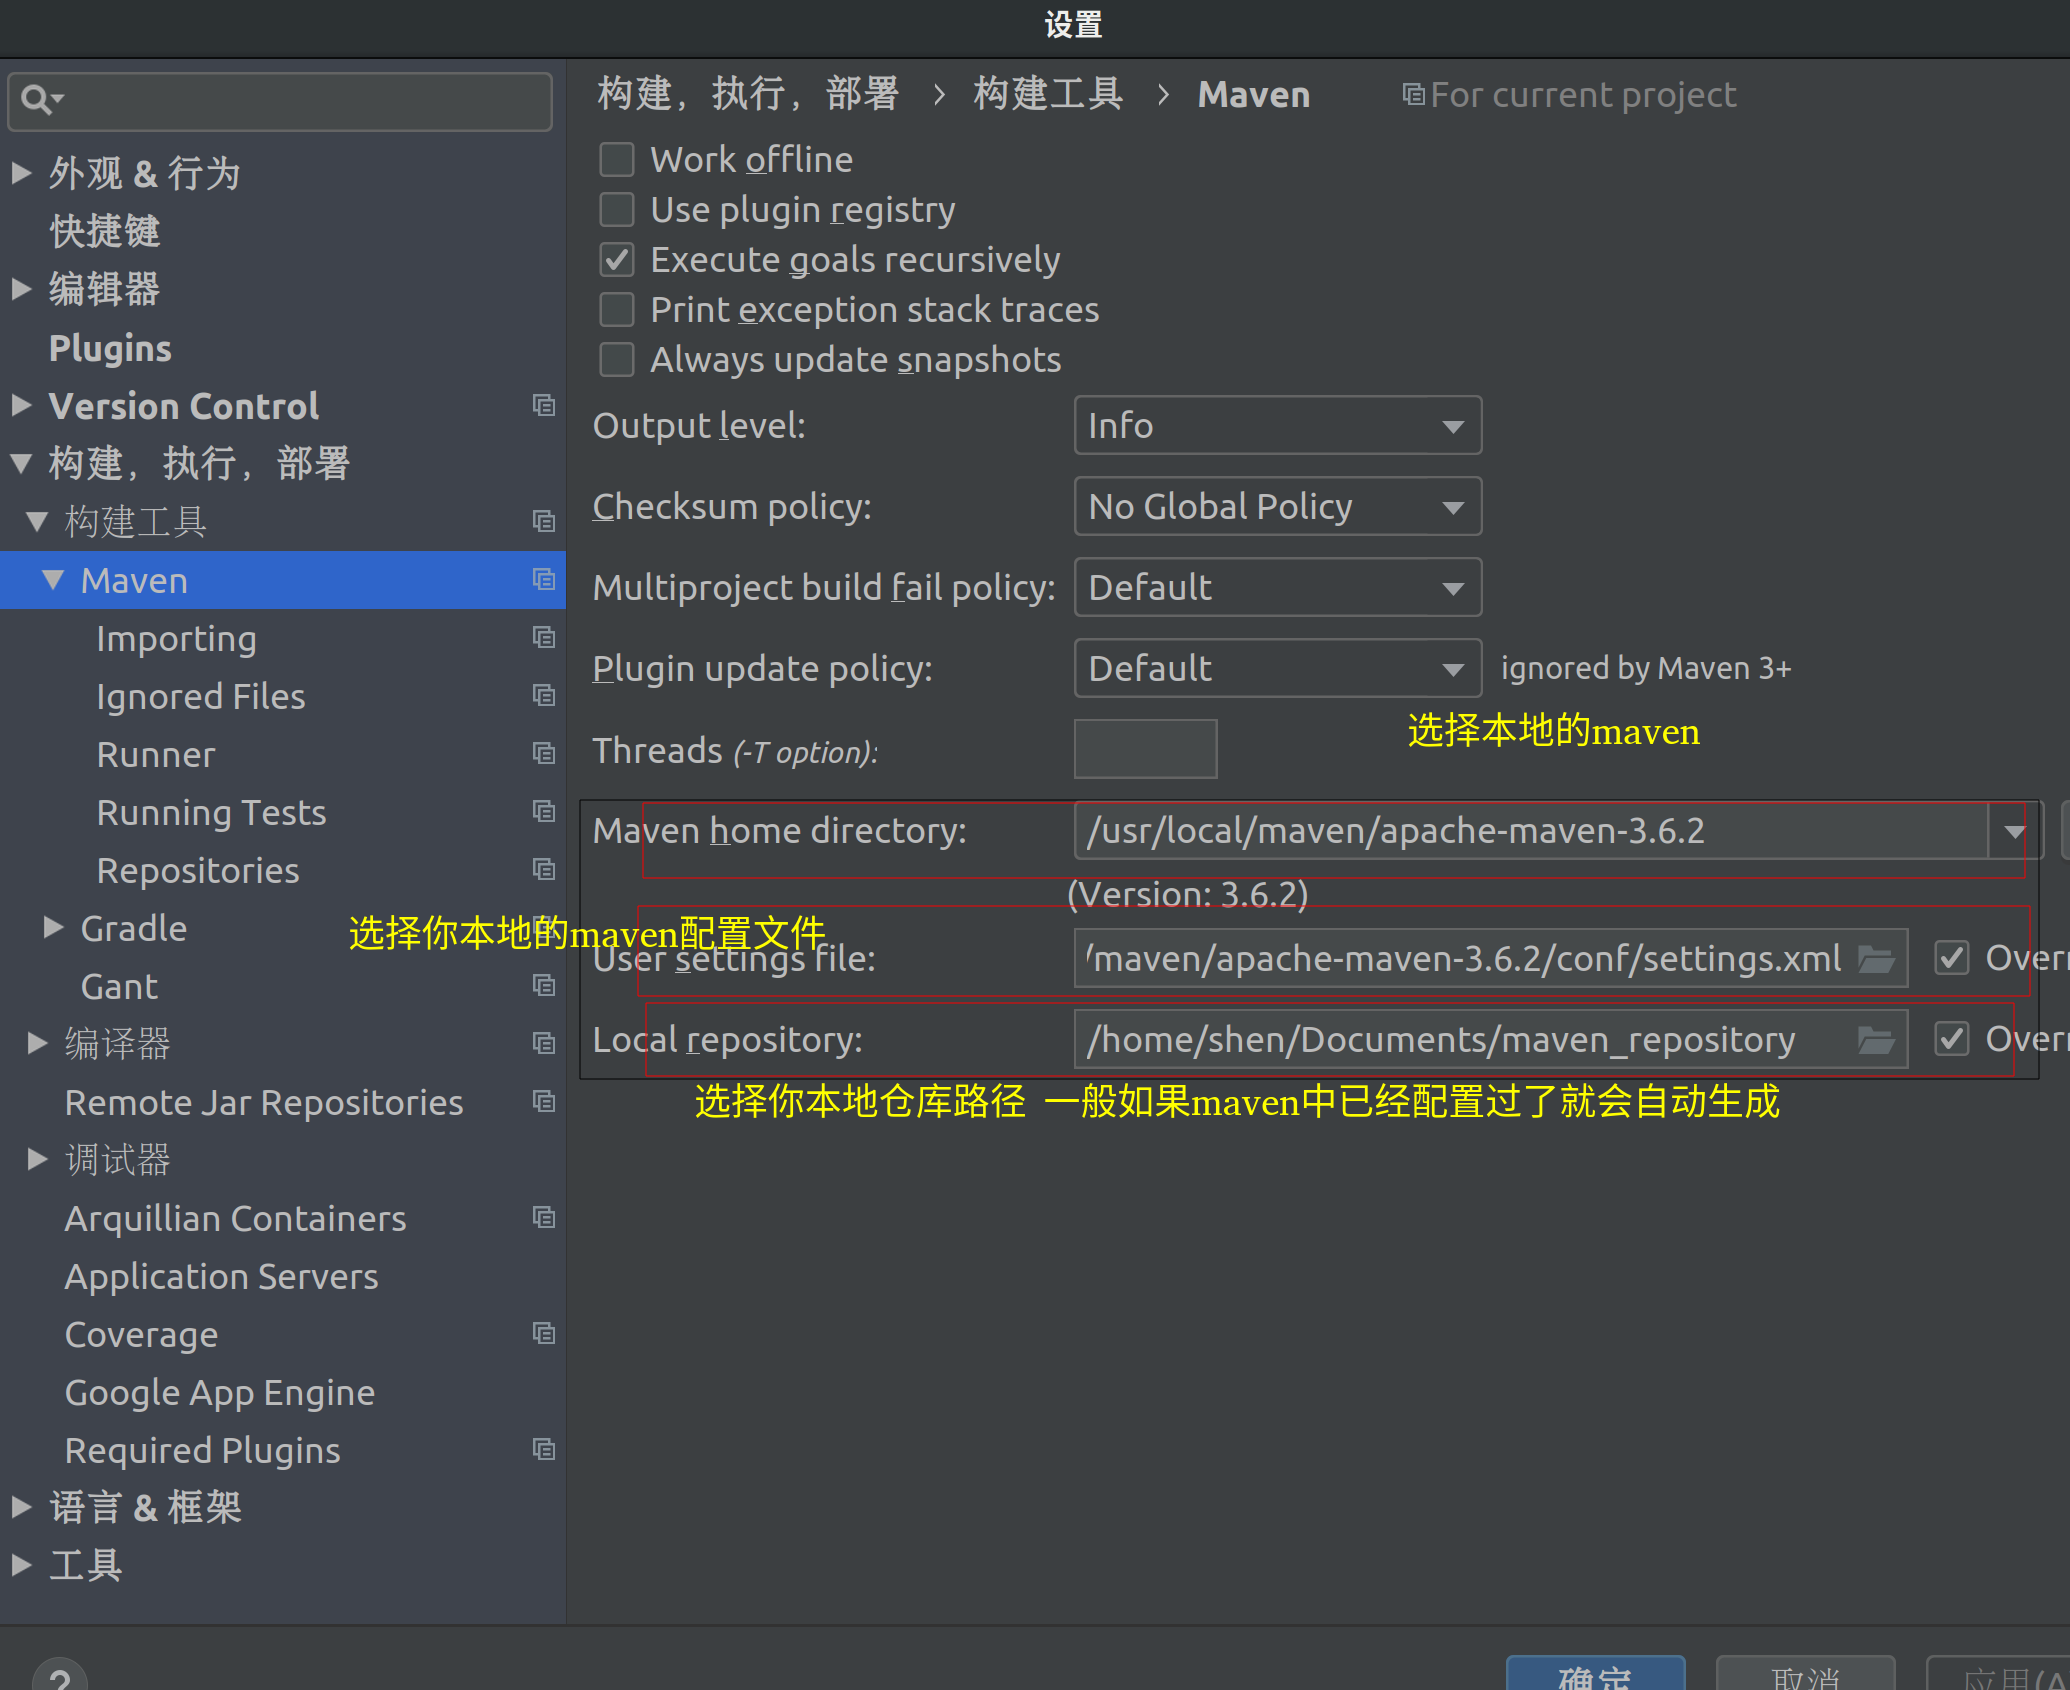 设置
构建，执行，部署 › 构建工具 › Maven For current project
外观 & 行为
快捷键
编辑器
Plugins
Version Control
构建，执行，部署
构建工具
Maven
Importing
Ignored Files
Runner
Running Tests
Repositories
Gradle
Gant
编译器
Remote Jar Repositories
调试器
Arquillian Containers
Application Servers
Coverage
Google App Engine
Required Plugins
语言 & 框架
工具
Work offline
Use plugin registry
Execute goals recursively
Print exception stack traces
Always update snapshots
Output level: Info
Checksum policy: No Global Policy
Multiproject build fail policy: Default
Plugin update policy: Default ignored by Maven 3+
选择本地的maven
Threads (-T option):
Maven home directory: /usr/local/maven/apache-maven-3.6.2
(Version: 3.6.2)
选择你本地的maven配置文件
User settings file: /maven/apache-maven-3.6.2/conf/settings.xml
Local repository: /home/shen/Documents/maven_repository
选择你本地仓库路径 一般如果maven中已经配置过了就会自动生成
? 确定 取消 应用(A